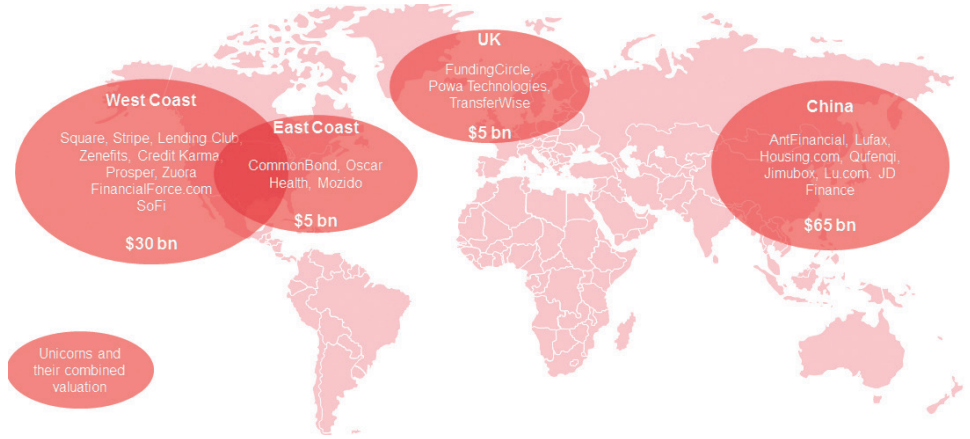 West Coast
Square, Stripe, Lending Club,
Zenefits, Credit Karma,
Prosper, Zuora
FinancialForce.com
SoFi
$30 bn
East Coast
CommonBond, Oscar
Health, Mozido
$5 bn
UK
FundingCircle,
Powa Technologies,
TransferWise
$5 bn
China
AntFinancial, Lufax,
Housing.com, Qufenqi,
Jimubox, Lu.com. JD
Finance
$65 bn
Unicorns and
their combined
valuation